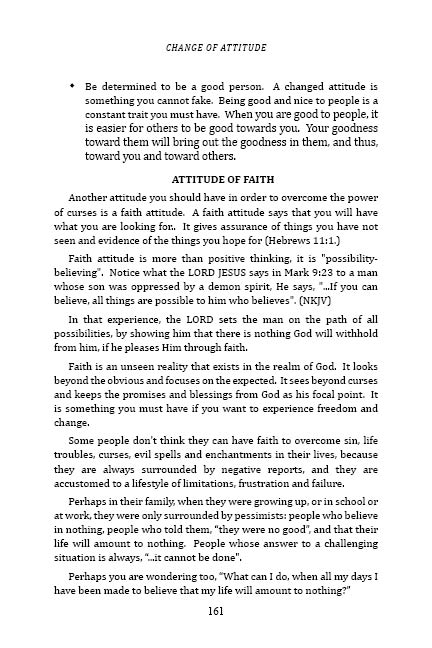 CHANGE OF ATTITUDE
• Be determined to be a good person. A changed attitude is
something you cannot fake. Being good and nice to people is a
constant trait you must have. When you are good to people, it
is easier for others to be good towards you. Your goodness
toward them will bring out the goodness in them, and thus,
toward you and toward others.
ATTITUDE OF FAITH
Another attitude you should have in order to overcome the power
of curses is a faith attitude. A faith attitude says that you will have
what you are looking for.. It gives assurance of things you have not
seen and evidence of the things you hope for (Hebrews 11:1.)
Faith attitude is more than positive thinking, it is "possibility-
believing". Notice what the LORD JESUS says in Mark 9:23 to a man
whose son was oppressed by a demon spirit, He says, "...If you can
believe, all things are possible to him who believes". (NKJV)
In that experience, the LORD sets the man on the path of all
possibilities, by showing him that there is nothing God will withhold
from him, if he pleases Him through faith.
Faith is an unseen reality that exists in the realm of God. It looks
beyond the obvious and focuses on the expected. It sees beyond curses
and keeps the promises and blessings from God as his focal point. It
is something you must have if you want to experience freedom and
change.
Some people don't think they can have faith to overcome sin, life
troubles, curses, evil spells and enchantments in their lives, because
they are always surrounded by negative reports, and they are
accustomed to a lifestyle of limitations, frustration and failure.
Perhaps in their family, when they were growing up, or in school or
at work, they were only surrounded by pessimists: people who believe
in nothing, people who told them, "they were no good", and that their
life will amount to nothing. People whose answer to a challenging
situation is always, "...it cannot be done".
Perhaps you are wondering too, "What can I do, when all my days I
have been made to believe that my life will amount to nothing?"
161